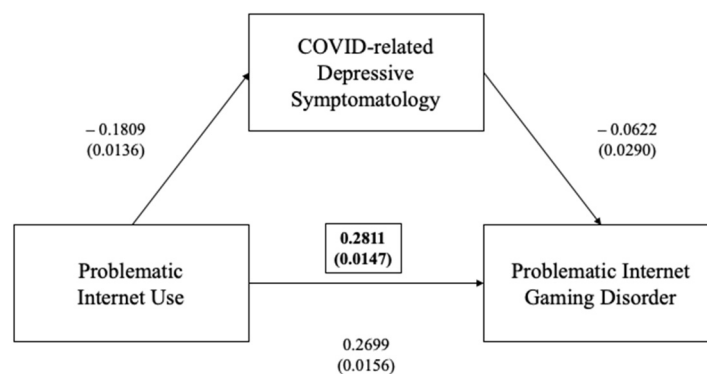 COVID-related
Depressive
Symptomatology
– 0.1809
(0.0136)
– 0.0622
(0.0290)
Problematic
Internet Use
0.2811
(0.0147)
Problematic Internet
Gaming Disorder
0.2699
(0.0156)